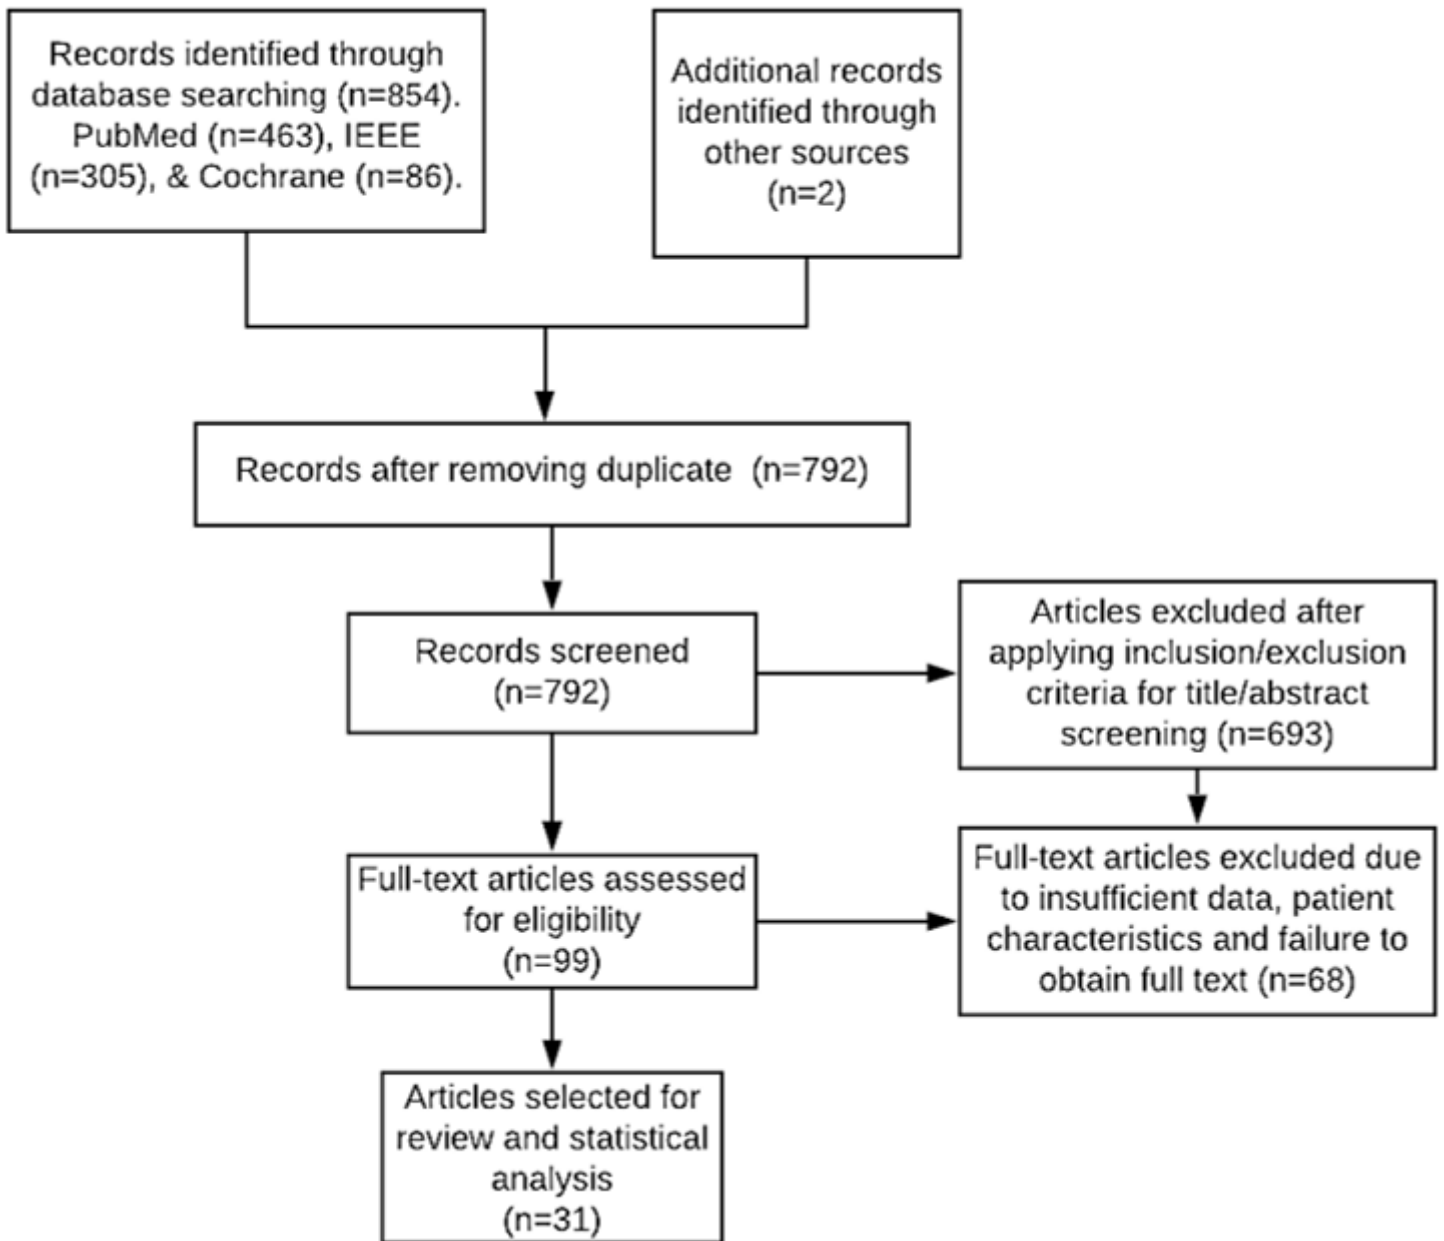 Records identified through
database searching (n=854).
PubMed (n=463), IEEE
(n=305), & Cochrane (n=86).
Additional records
identified through
other sources
(n=2)
Records after removing duplicate (n=792)
Records screened
(n=792)
Articles excluded after
applying inclusion/exclusion
criteria for title/abstract
screening (n=693)
Full-text articles assessed
for eligibility
(n=99)
Full-text articles excluded due
to insufficient data, patient
characteristics and failure to
obtain full text (n=68)
Articles selected for
review and statistical
analysis
(n=31)